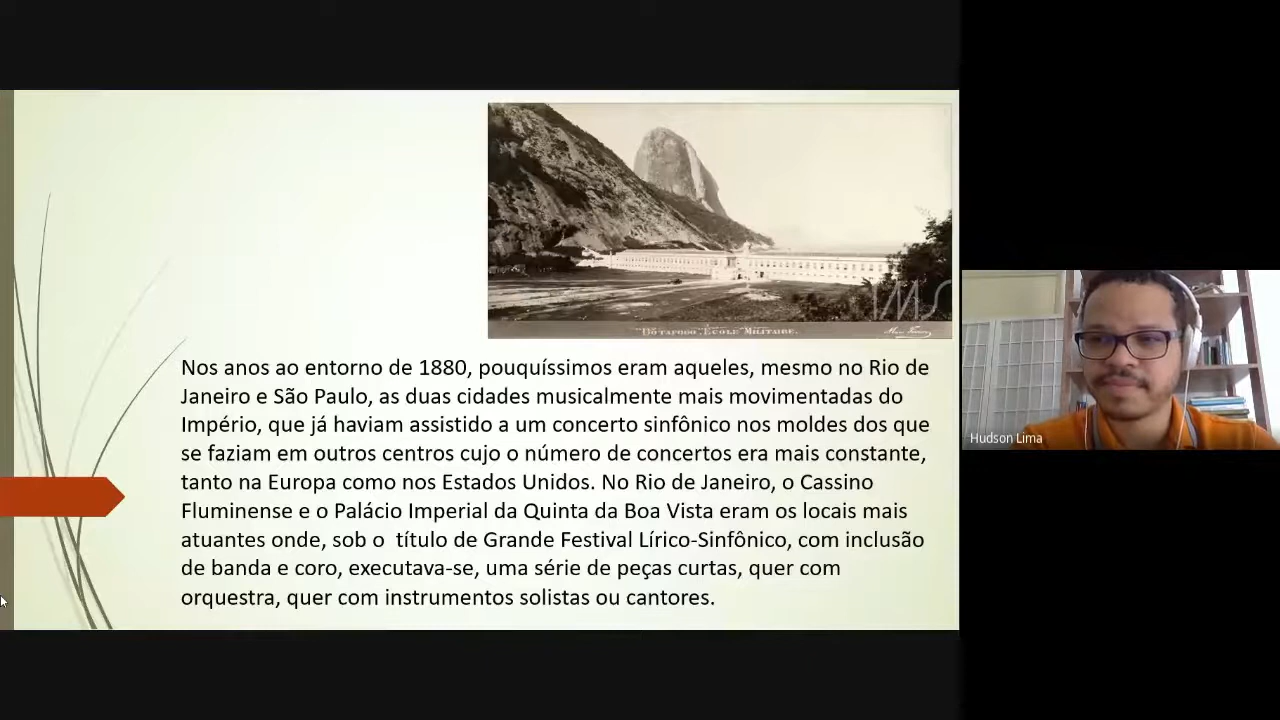 IMS
BOTAFOGO. ÉCOLE MILITAIRE.
Nos anos ao entorno de 1880, pouquíssimos eram aqueles, mesmo no Rio de
Janeiro e São Paulo, as duas cidades musicalmente mais movimentadas do
Império, que já haviam assistido a um concerto sinfônico nos moldes dos que
se faziam em outros centros cujo o número de concertos era mais constante,
tanto na Europa como nos Estados Unidos. No Rio de Janeiro, o Cassino
Fluminense e o Palácio Imperial da Quinta da Boa Vista eram os locais mais
atuantes onde, sob o  título de Grande Festival Lírico-Sinfônico, com inclusão
de banda e coro, executava-se, uma série de peças curtas, quer com
orquestra, quer com instrumentos solistas ou cantores.
Hudson Lima